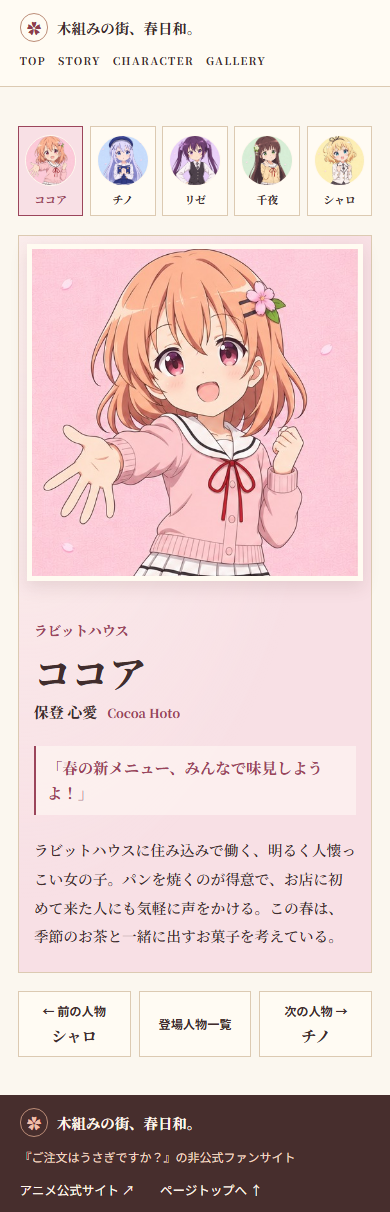 木組みの街、春日和。
TOP STORY CHARACTER GALLERY
ココア チノ リゼ 千夜 シャロ
ラビットハウス
ココア
保登 心愛 Cocoa Hoto
「春の新メニュー、みんなで味見しよう
よ！」
ラビットハウスに住み込みで働く、明るく人懐っ
こい女の子。パンを焼くのが得意で、お店に初
めて来た人にも気軽に声をかける。この春は、
季節のお茶と一緒に出すお菓子を考えている。
← 前の人物
シャロ
登場人物一覧
次の人物 →
チノ
木組みの街、春日和。
『ご注文はうさぎですか？』の非公式ファンサイト
アニメ公式サイト ↗ ページトップへ ↑